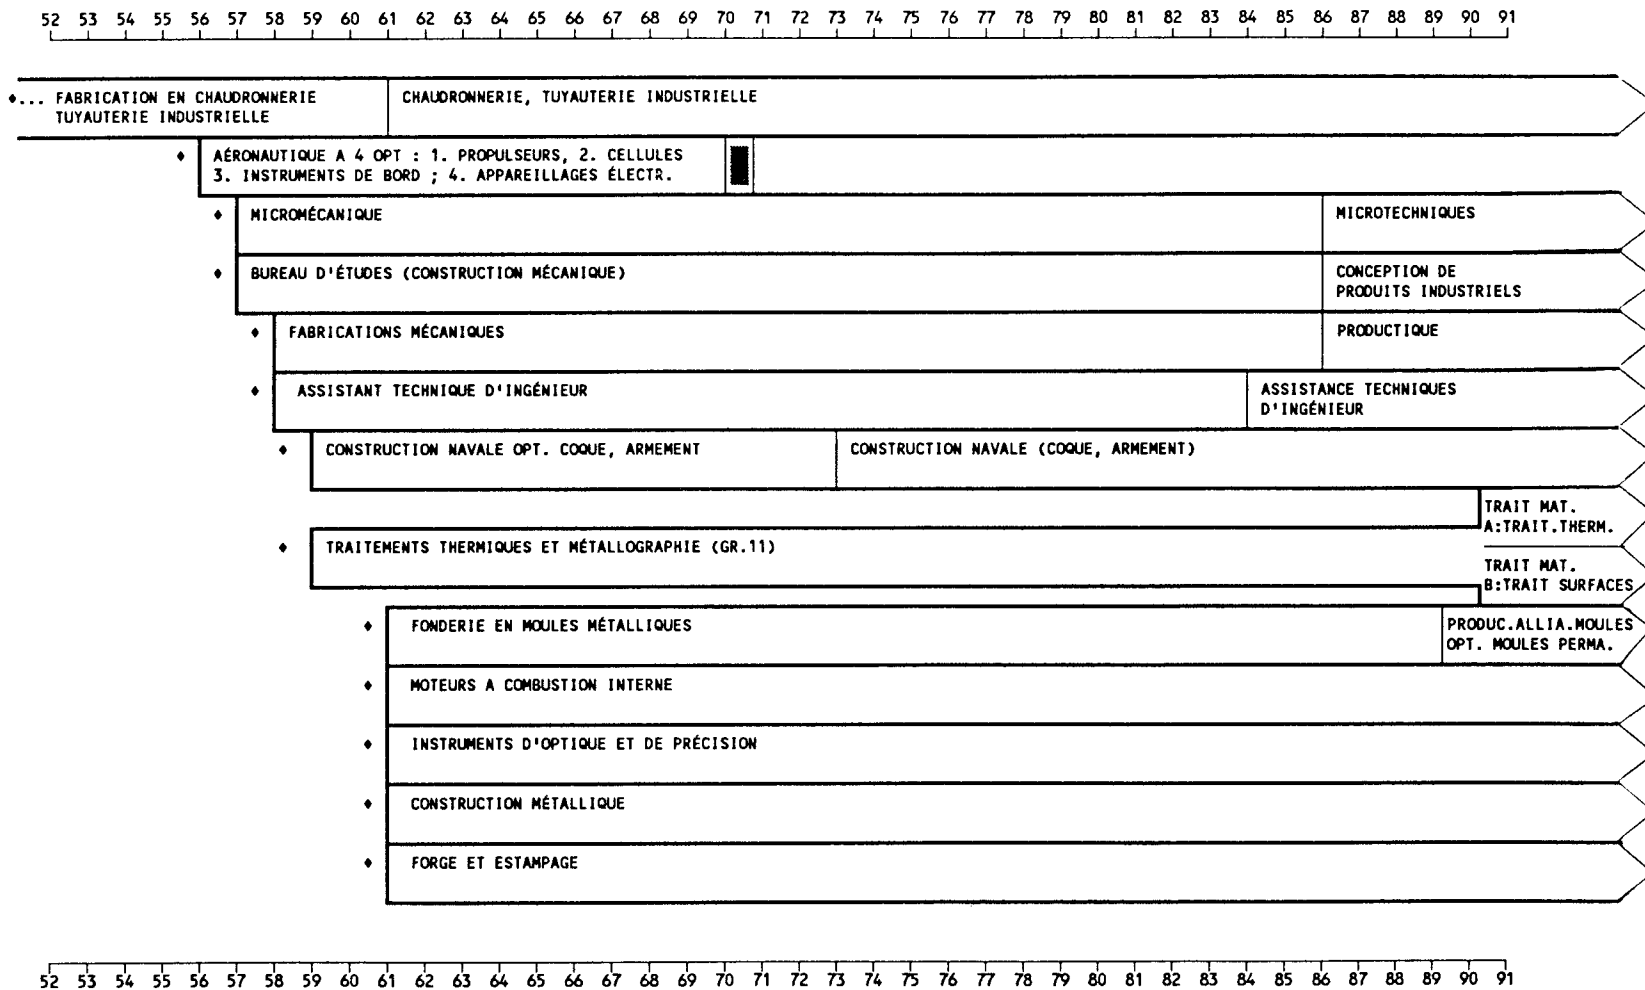 52 53 54 55 56 57 58 59 60 61 62 63 64 65 66 67 68 69 70 71 72 73 74 75 76 77 78 79 80 81 82 83 84 85 86 87 88 89 90 91
... FABRICATION EN CHAUDRONNERIE
TUYAUTERIE INDUSTRIELLE
CHAUDRONNERIE, TUYAUTERIE INDUSTRIELLE
AÉRONAUTIQUE A 4 OPT : 1. PROPULSEURS, 2. CELLULES
3. INSTRUMENTS DE BORD ; 4. APPAREILLAGES ÉLECTR.
MICROMÉCANIQUE
MICROTECHNIQUES
BUREAU D'ÉTUDES (CONSTRUCTION MÉCANIQUE)
CONCEPTION DE
PRODUITS INDUSTRIELS
FABRICATIONS MÉCANIQUES
PRODUCTIQUE
ASSISTANT TECHNIQUE D'INGÉNIEUR
ASSISTANCE TECHNIQUES
D'INGÉNIEUR
CONSTRUCTION NAVALE OPT. COQUE, ARMEMENT
CONSTRUCTION NAVALE (COQUE, ARMEMENT)
TRAIT MAT.
A:TRAIT.THERM.
TRAITEMENTS THERMIQUES ET MÉTALLOGRAPHIE (GR.11)
TRAIT MAT.
B:TRAIT SURFACES
FONDERIE EN MOULES MÉTALLIQUES
PRODUC.ALLIA.MOULES
OPT. MOULES PERMA.
MOTEURS A COMBUSTION INTERNE
INSTRUMENTS D'OPTIQUE ET DE PRÉCISION
CONSTRUCTION MÉTALLIQUE
FORGE ET ESTAMPAGE
52 53 54 55 56 57 58 59 60 61 62 63 64 65 66 67 68 69 70 71 72 73 74 75 76 77 78 79 80 81 82 83 84 85 86 87 88 89 90 91